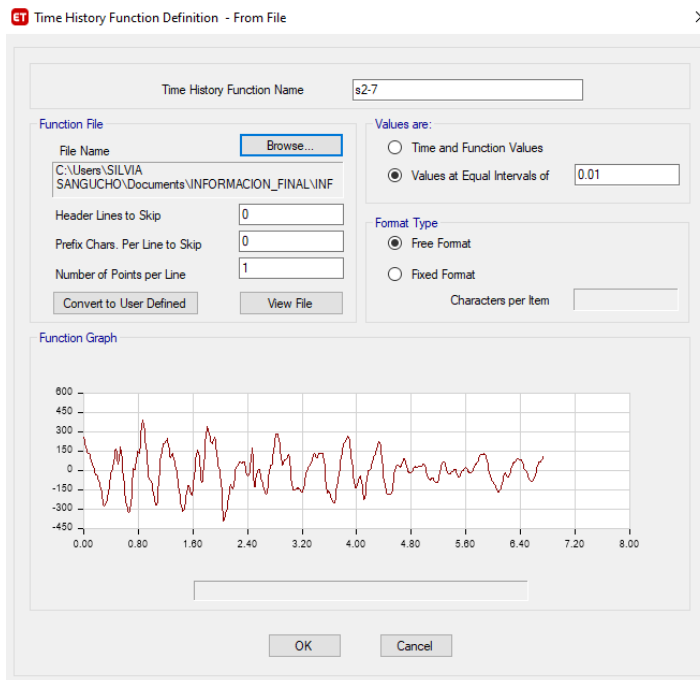 ET Time History Function Definition - From File
Time History Function Name s2-7
Function File
File Name Browse...
C:\Users\SILVIA
SANGUCHO\Documents\INFORMACION_FINAL\INF
Header Lines to Skip 0
Prefix Chars. Per Line to Skip 0
Number of Points per Line 1
Convert to User Defined View File
Values are:
Time and Function Values
Values at Equal Intervals of 0.01
Format Type
Free Format
Fixed Format
Characters per Item
Function Graph
600
450
300
150
0
-150
-300
-450
0.00 0.80 1.60 2.40 3.20 4.00 4.80 5.60 6.40 7.20 8.00
OK Cancel